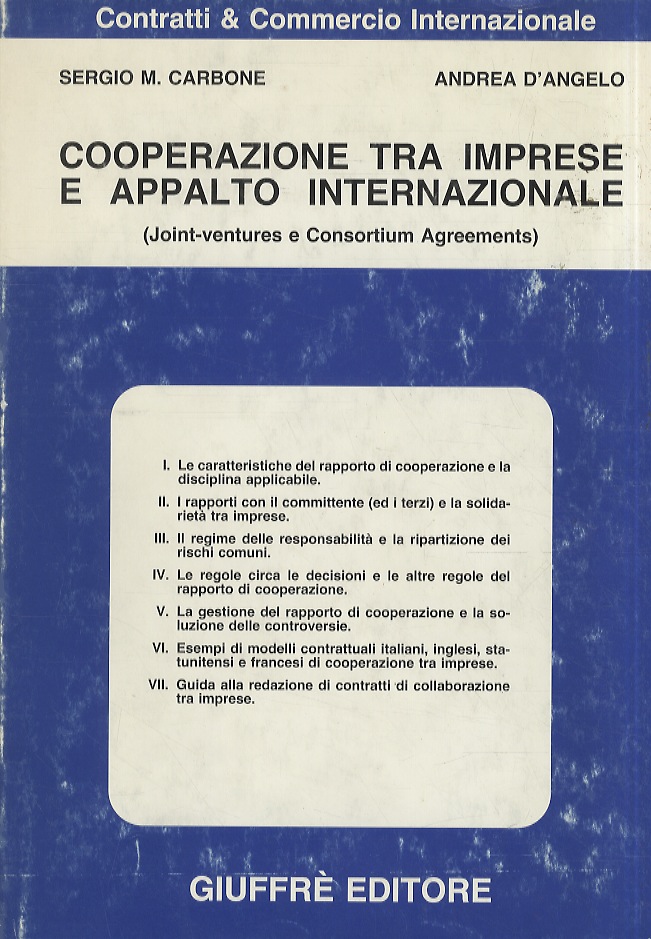 Contratti & Commercio Internazionale
SERGIO M. CARBONE ANDREA D'ANGELO
COOPERAZIONE TRA IMPRESE
E APPALTO INTERNAZIONALE
(Joint-ventures e Consortium Agreements)
I. Le caratteristiche del rapporto di cooperazione e la
disciplina applicabile.
II. I rapporti con il committente (ed i terzi) e la solida-
rietà tra imprese.
III. Il regime delle responsabilità e la ripartizione dei
rischi comuni.
IV. Le regole circa le decisioni e le altre regole del
rapporto di cooperazione.
V. La gestione del rapporto di cooperazione e la so-
luzione delle controversie.
VI. Esempi di modelli contrattuali italiani, inglesi, sta-
tunitensi e francesi di cooperazione tra imprese.
VII. Guida alla redazione di contratti di collaborazione
tra imprese.
GIUFFRÈ EDITORE